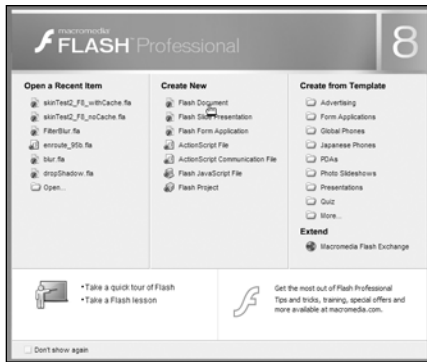 macromedia
FLASH Professional 8
Open a Recent Item
skinTest2_F8_withCache.fla
skinTest2_F8_noCache.fla
FilterBlur.fla
enroute_95b.fla
blur.fla
dropShadow.fla
Open...
Create New
Flash Document
Flash Slide Presentation
Flash Form Application
ActionScript File
ActionScript Communication File
Flash JavaScript File
Flash Project
Create from Template
Advertising
Form Applications
Global Phones
Japanese Phones
PDAs
Photo Slideshows
Presentations
Quiz
More...
Extend
Macromedia Flash Exchange
• Take a quick tour of Flash
• Take a Flash lesson
Get the most out of Flash Professional
Tips and tricks, training, special offers and
more available at macromedia.com.
Don't show again